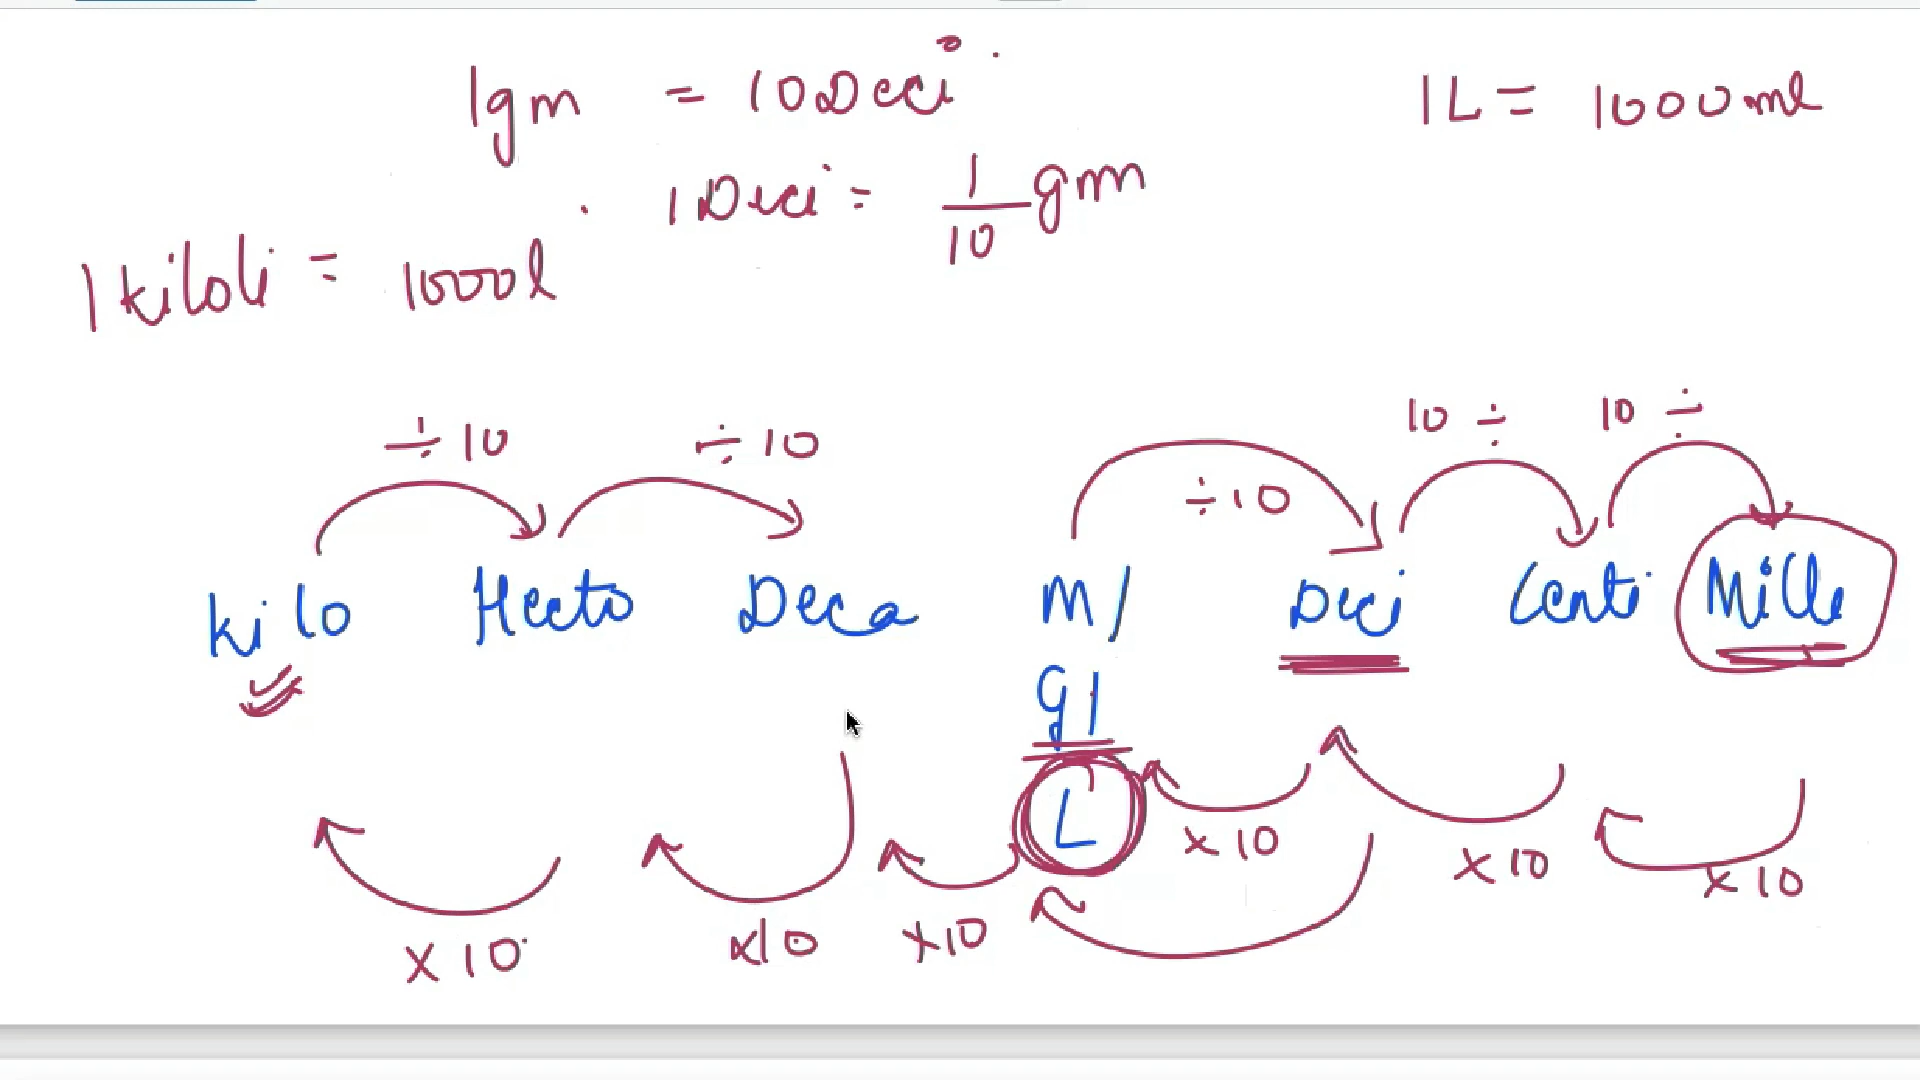 1gm = 10Deci
1L = 1000ml
1Deci = 1/10 gm
1kiloli = 1000l
÷10 ÷10 ÷10 10÷ 10÷
kilo Hecto Deca m/ Deci Centi Mille
g/
L
x10 x10 x10 x10 x10 x10